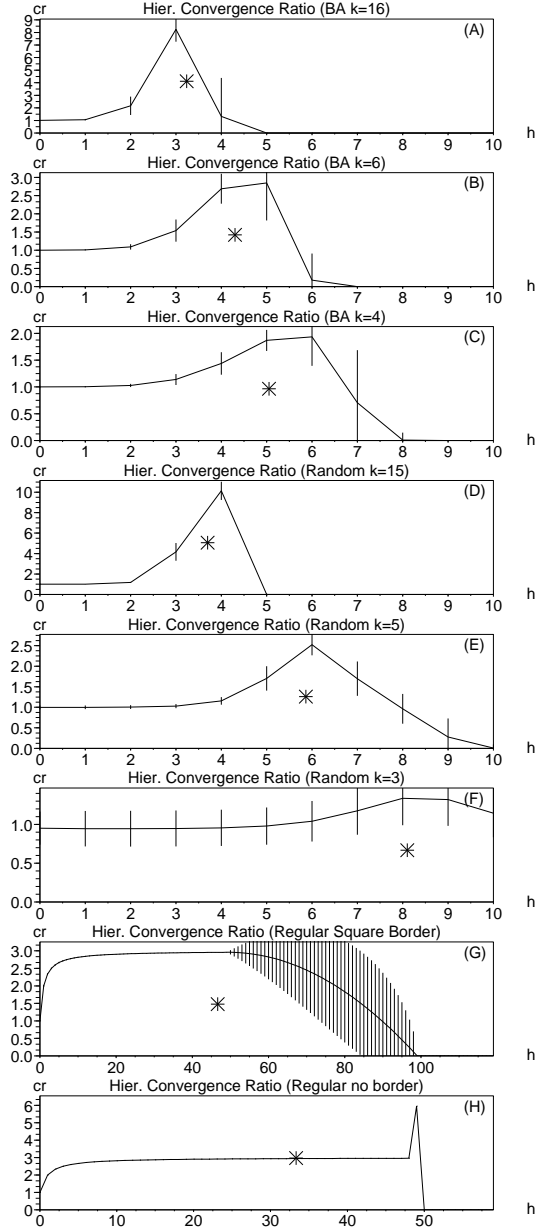 cr Hier. Convergence Ratio (BA k=16)
(A)
9
8
7
6
5
4
3
2
1
0
0 1 2 3 4 5 6 7 8 9 10 h
cr Hier. Convergence Ratio (BA k=6)
(B)
3.0
2.5
2.0
1.5
1.0
0.5
0.0
0 1 2 3 4 5 6 7 8 9 10 h
cr Hier. Convergence Ratio (BA k=4)
(C)
2.0
1.5
1.0
0.5
0.0
0 1 2 3 4 5 6 7 8 9 10 h
cr Hier. Convergence Ratio (Random k=15)
(D)
10
8
6
4
2
0
0 1 2 3 4 5 6 7 8 9 10 h
cr Hier. Convergence Ratio (Random k=5)
(E)
2.5
2.0
1.5
1.0
0.5
0.0
0 1 2 3 4 5 6 7 8 9 10 h
cr Hier. Convergence Ratio (Random k=3)
(F)
1.0
0.5
0.0
0 1 2 3 4 5 6 7 8 9 10 h
cr Hier. Convergence Ratio (Regular Square Border)
(G)
3.0
2.5
2.0
1.5
1.0
0.5
0.0
0 20 40 60 80 100 h
cr Hier. Convergence Ratio (Regular no border)
(H)
6
5
4
3
2
1
0
0 10 20 30 40 50 h